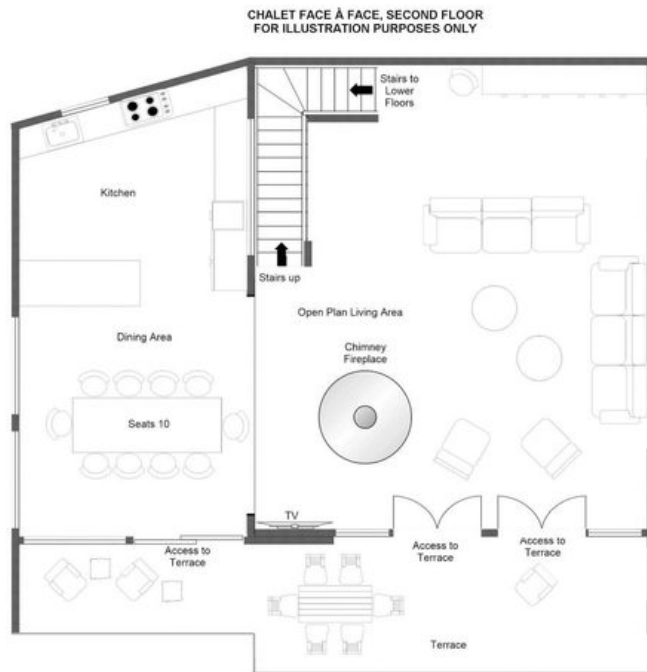 CHALET FACE À FACE, SECOND FLOOR
FOR ILLUSTRATION PURPOSES ONLY
Stairs to
Lower
Floors
Kitchen
Stairs up
Open Plan Living Area
Dining Area
Chimney
Fireplace
Seats 10
TV
Access to
Terrace
Access to
Terrace
Access to
Terrace
Terrace